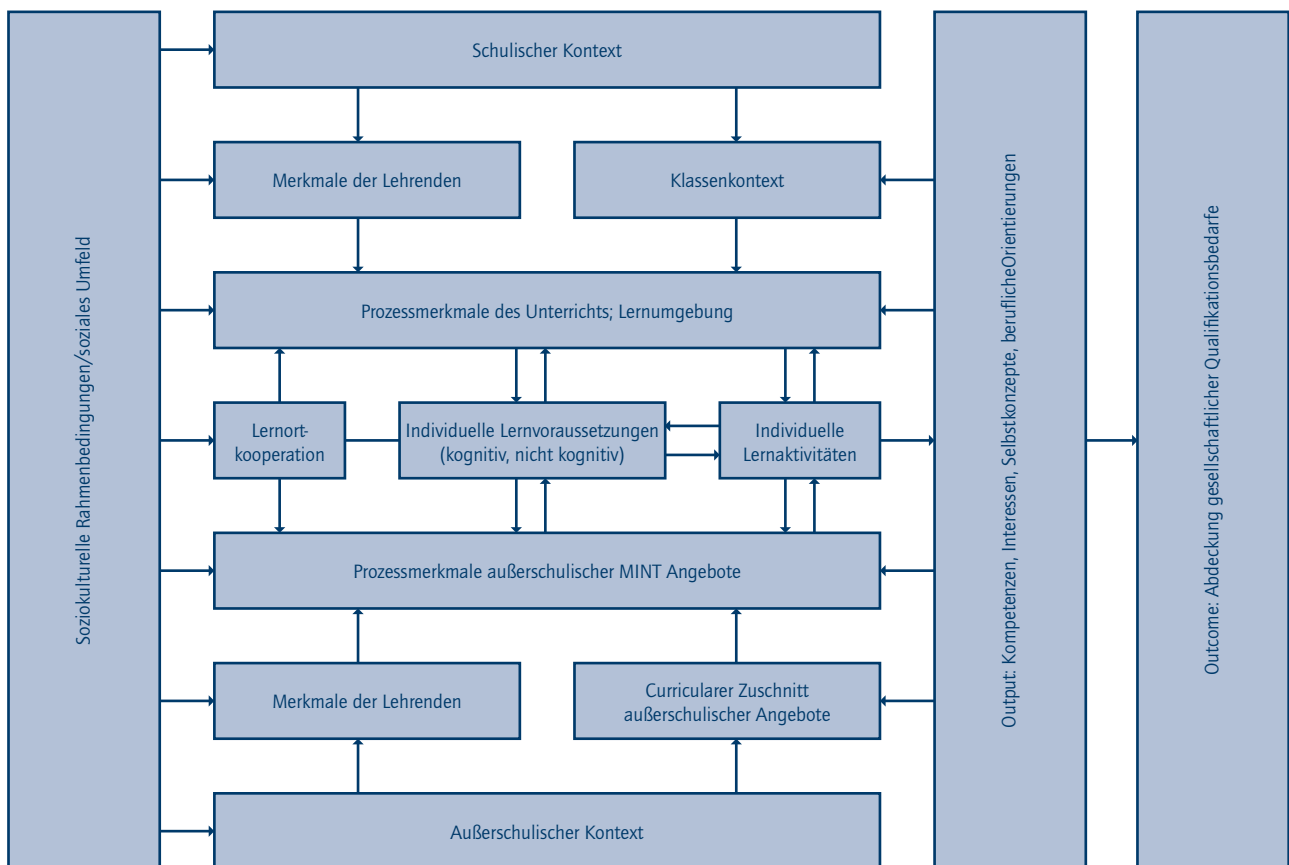 Soziokulturelle Rahmenbedingungen/soziales Umfeld
Schulischer Kontext
Merkmale der Lehrenden
Klassenkontext
Prozessmerkmale des Unterrichts; Lernumgebung
Lernort-
kooperation
Individuelle Lernvoraussetzungen
(kognitiv, nicht kognitiv)
Individuelle
Lernaktivitäten
Prozessmerkmale außerschulischer MINT Angebote
Merkmale der Lehrenden
Curricularer Zuschnitt
außerschulischer Angebote
Außerschulischer Kontext
Output: Kompetenzen, Interessen, Selbstkonzepte, beruflicheOrientierungen
Outcome: Abdeckung gesellschaftlicher Qualifikationsbedarfe